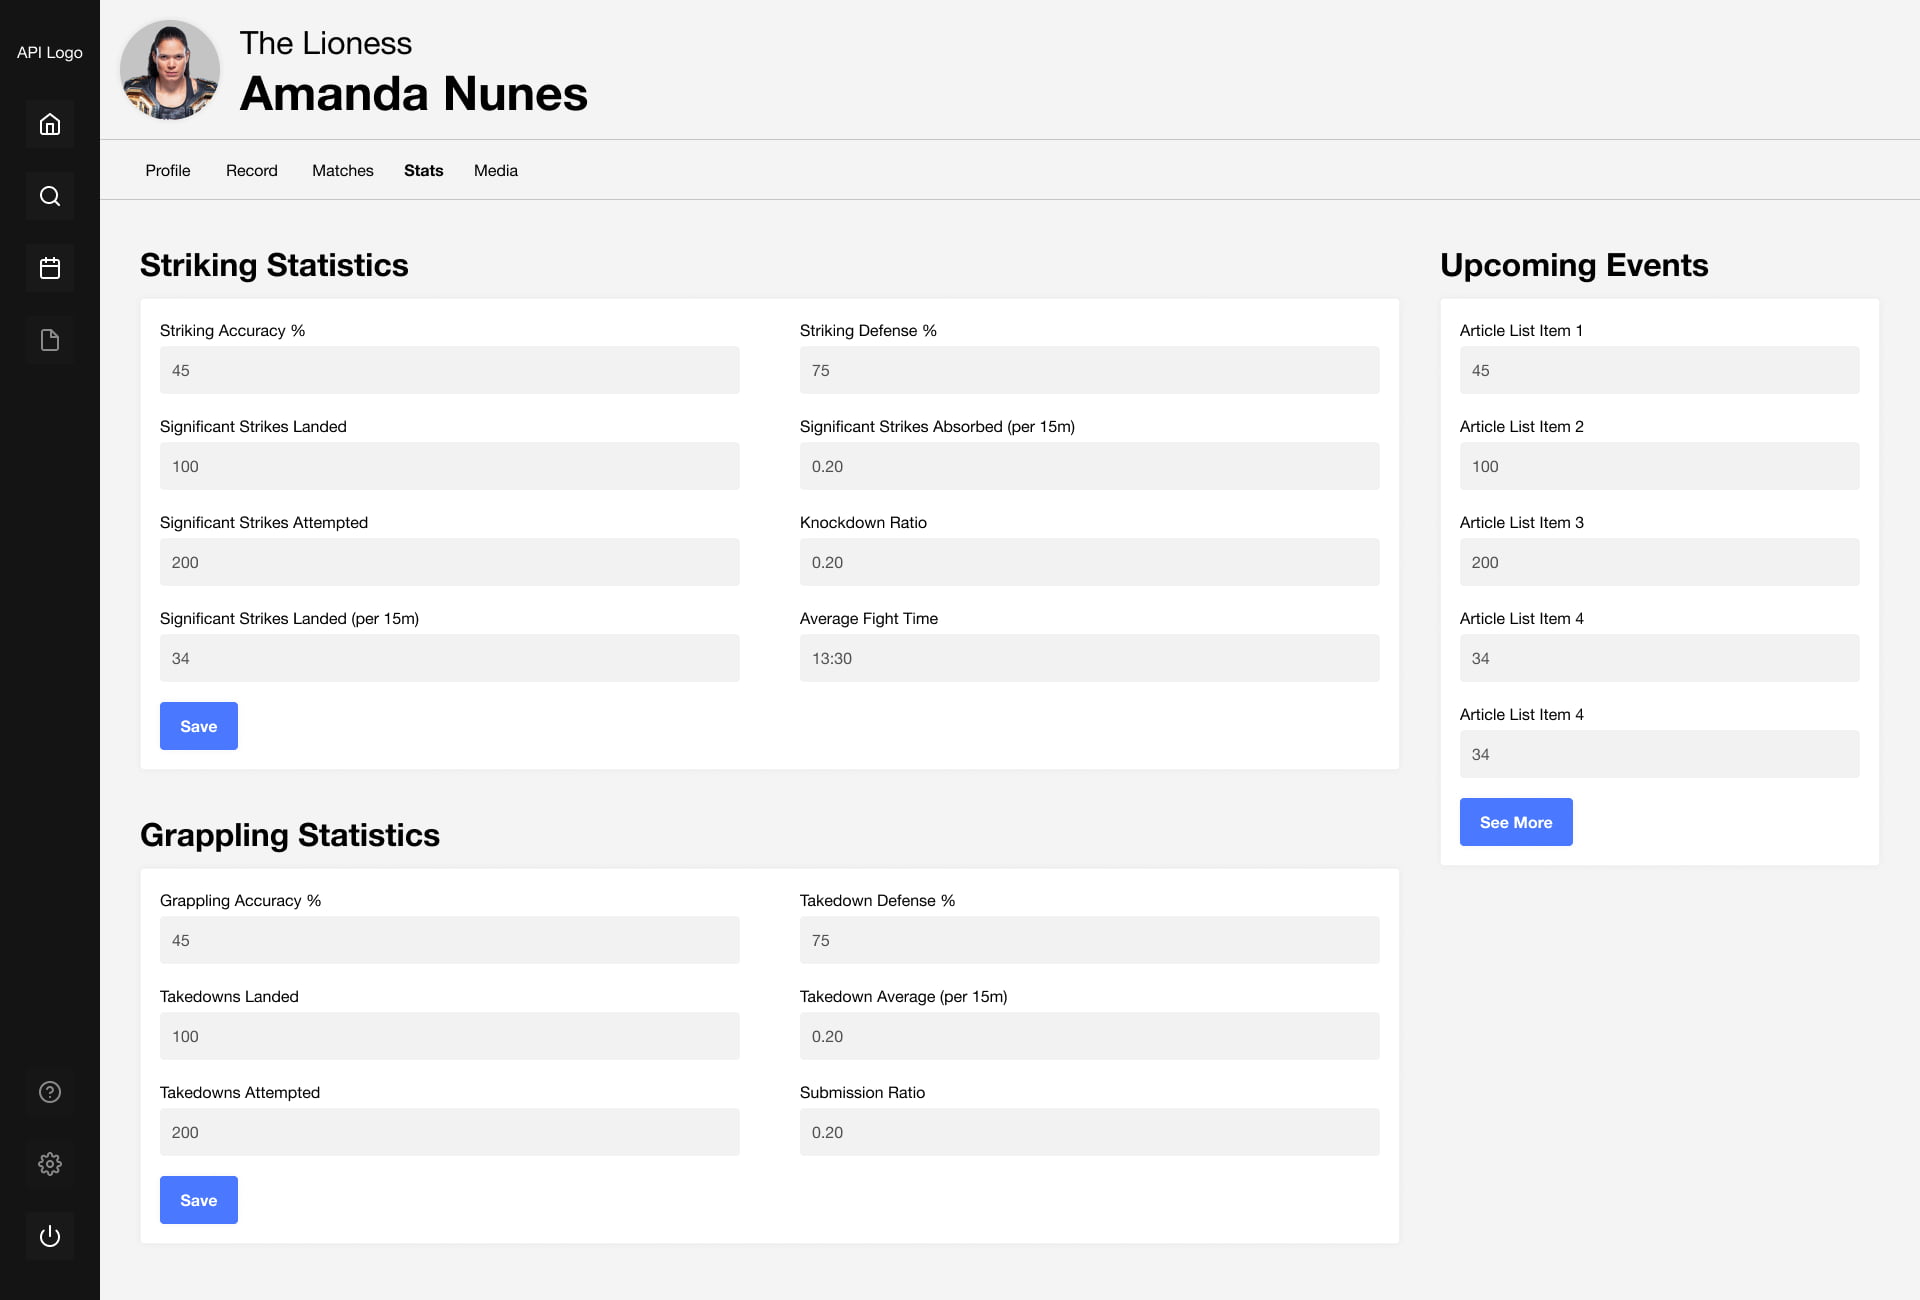 API Logo
The Lioness
Amanda Nunes
Profile Record Matches Stats Media
Striking Statistics
Striking Accuracy %
45
Striking Defense %
75
Significant Strikes Landed
100
Significant Strikes Absorbed (per 15m)
0.20
Significant Strikes Attempted
200
Knockdown Ratio
0.20
Significant Strikes Landed (per 15m)
34
Average Fight Time
13:30
Save
Grappling Statistics
Grappling Accuracy %
45
Takedown Defense %
75
Takedowns Landed
100
Takedown Average (per 15m)
0.20
Takedowns Attempted
200
Submission Ratio
0.20
Save
Upcoming Events
Article List Item 1
45
Article List Item 2
100
Article List Item 3
200
Article List Item 4
34
Article List Item 4
34
See More